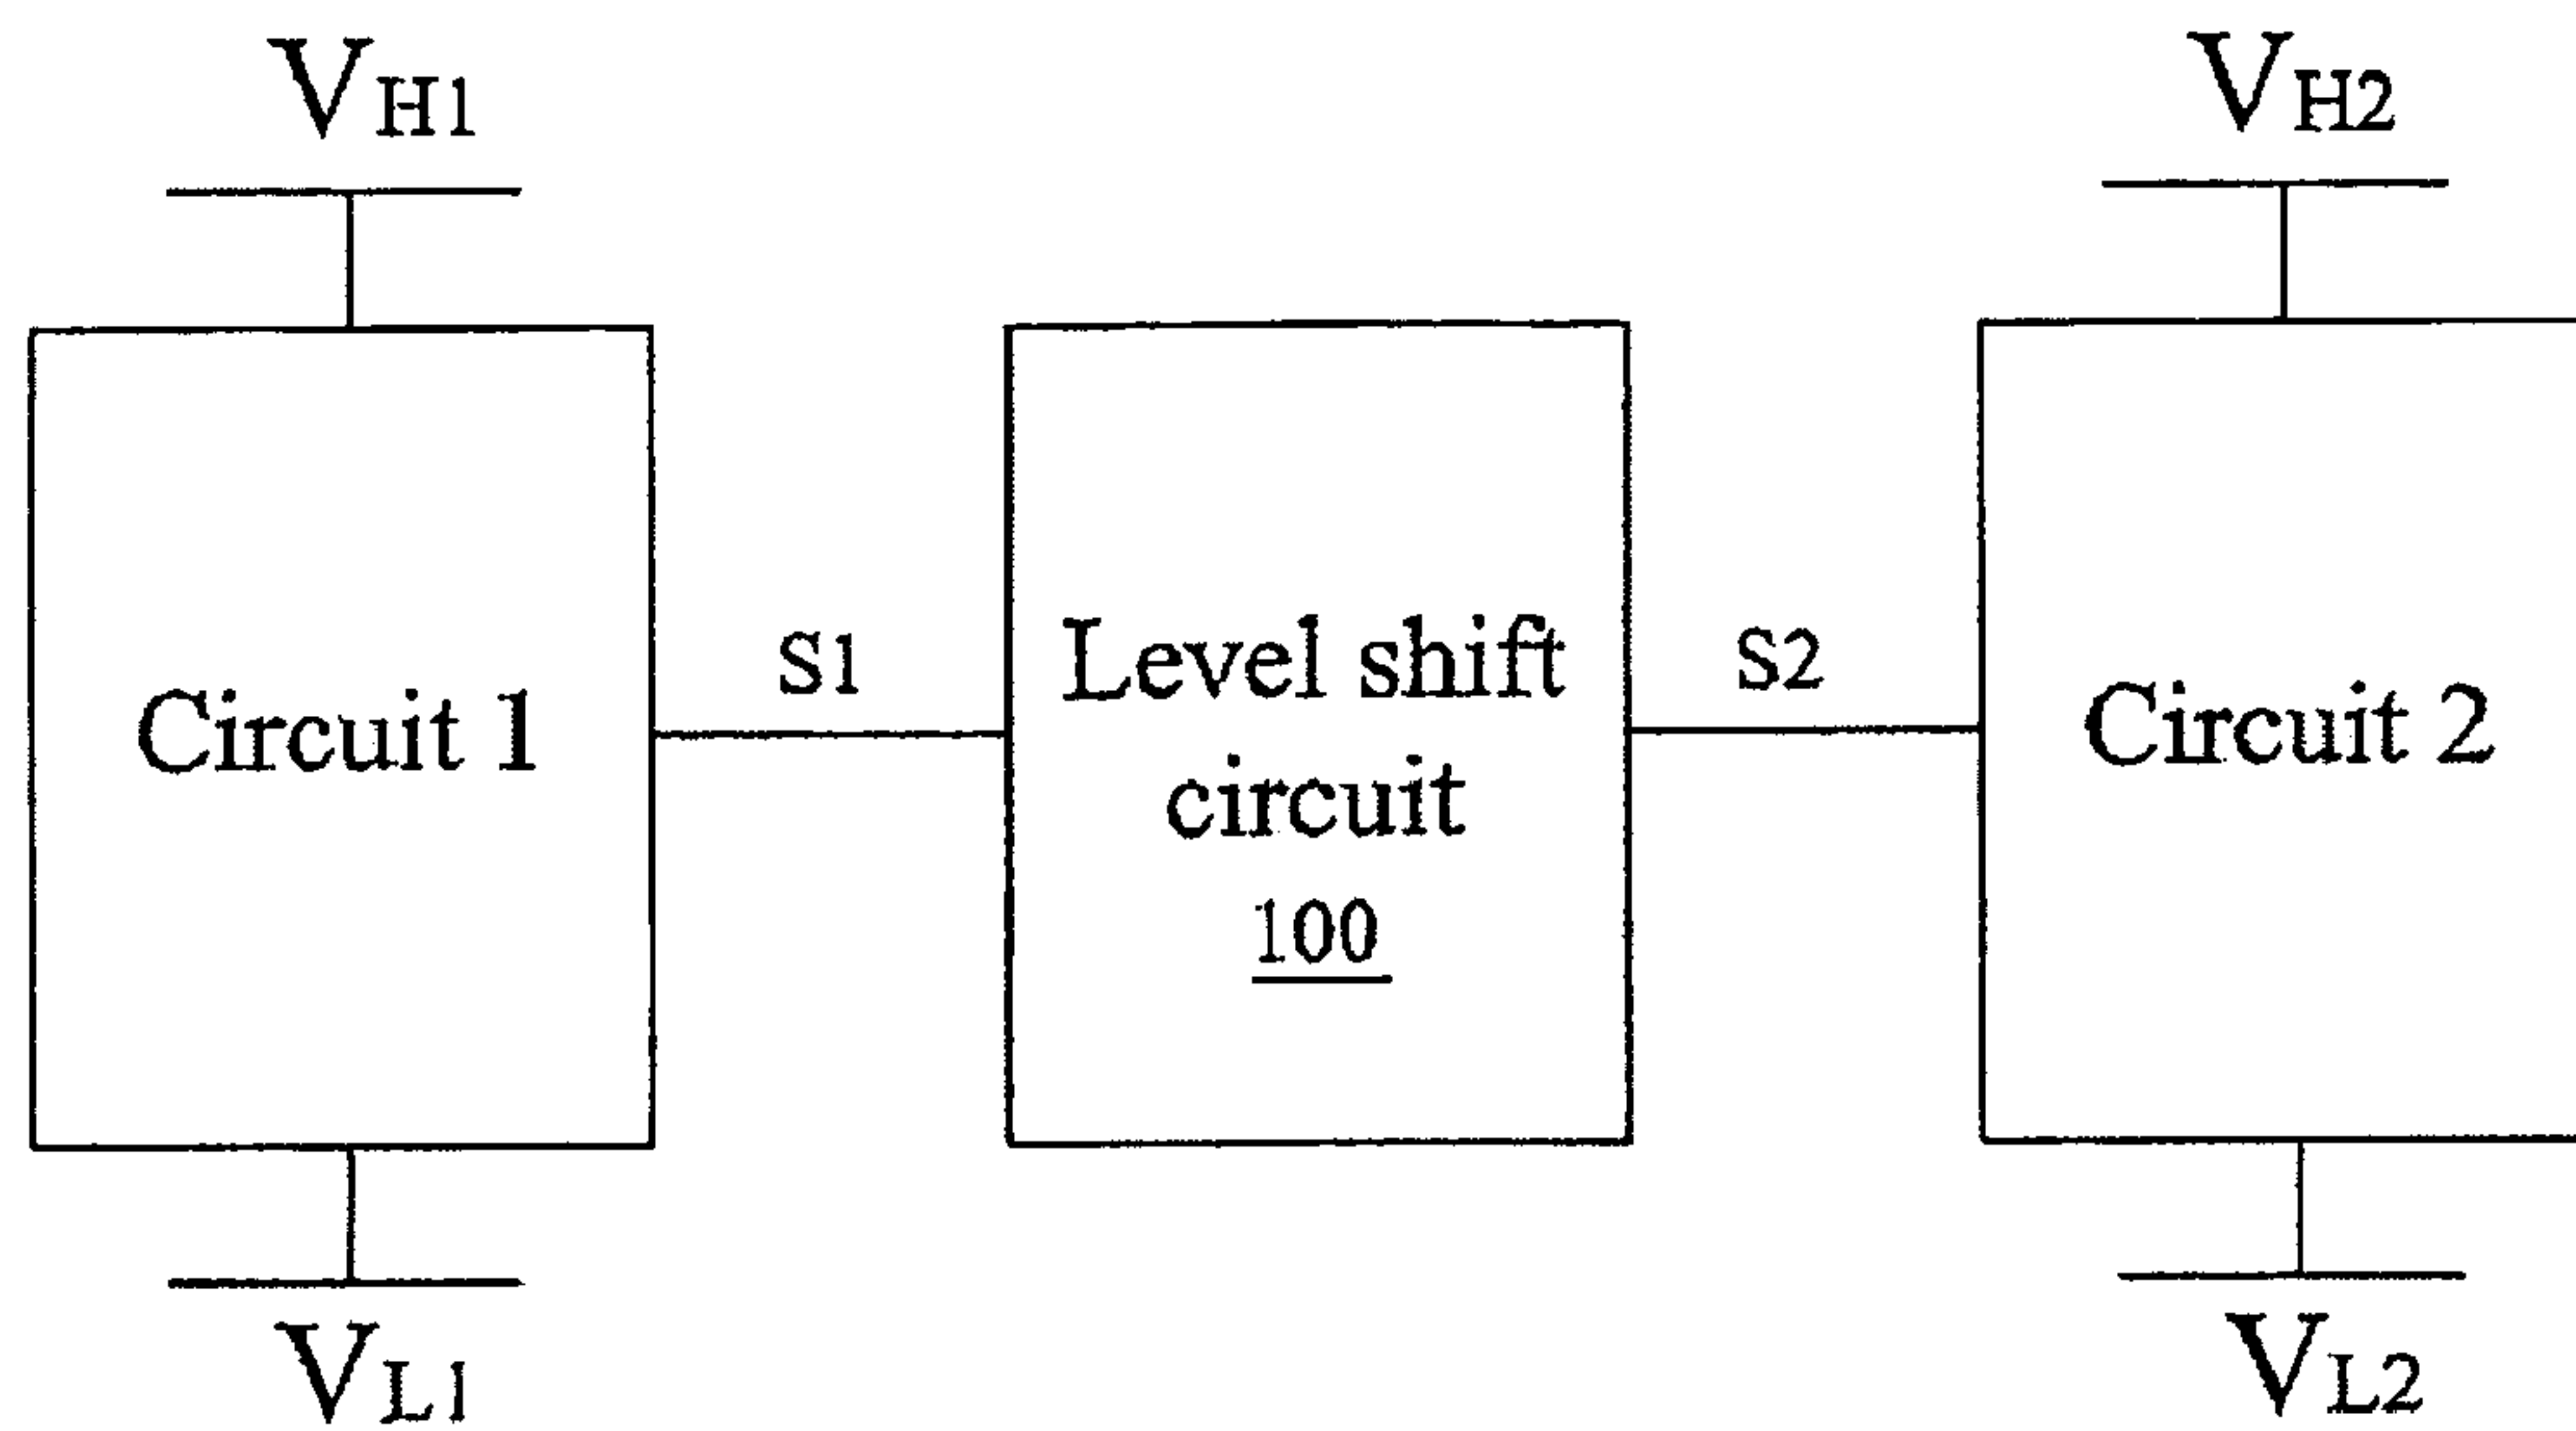 VH1
VH2
Circuit 1
S1
Level shift
circuit
100
S2
Circuit 2
VL1
VL2